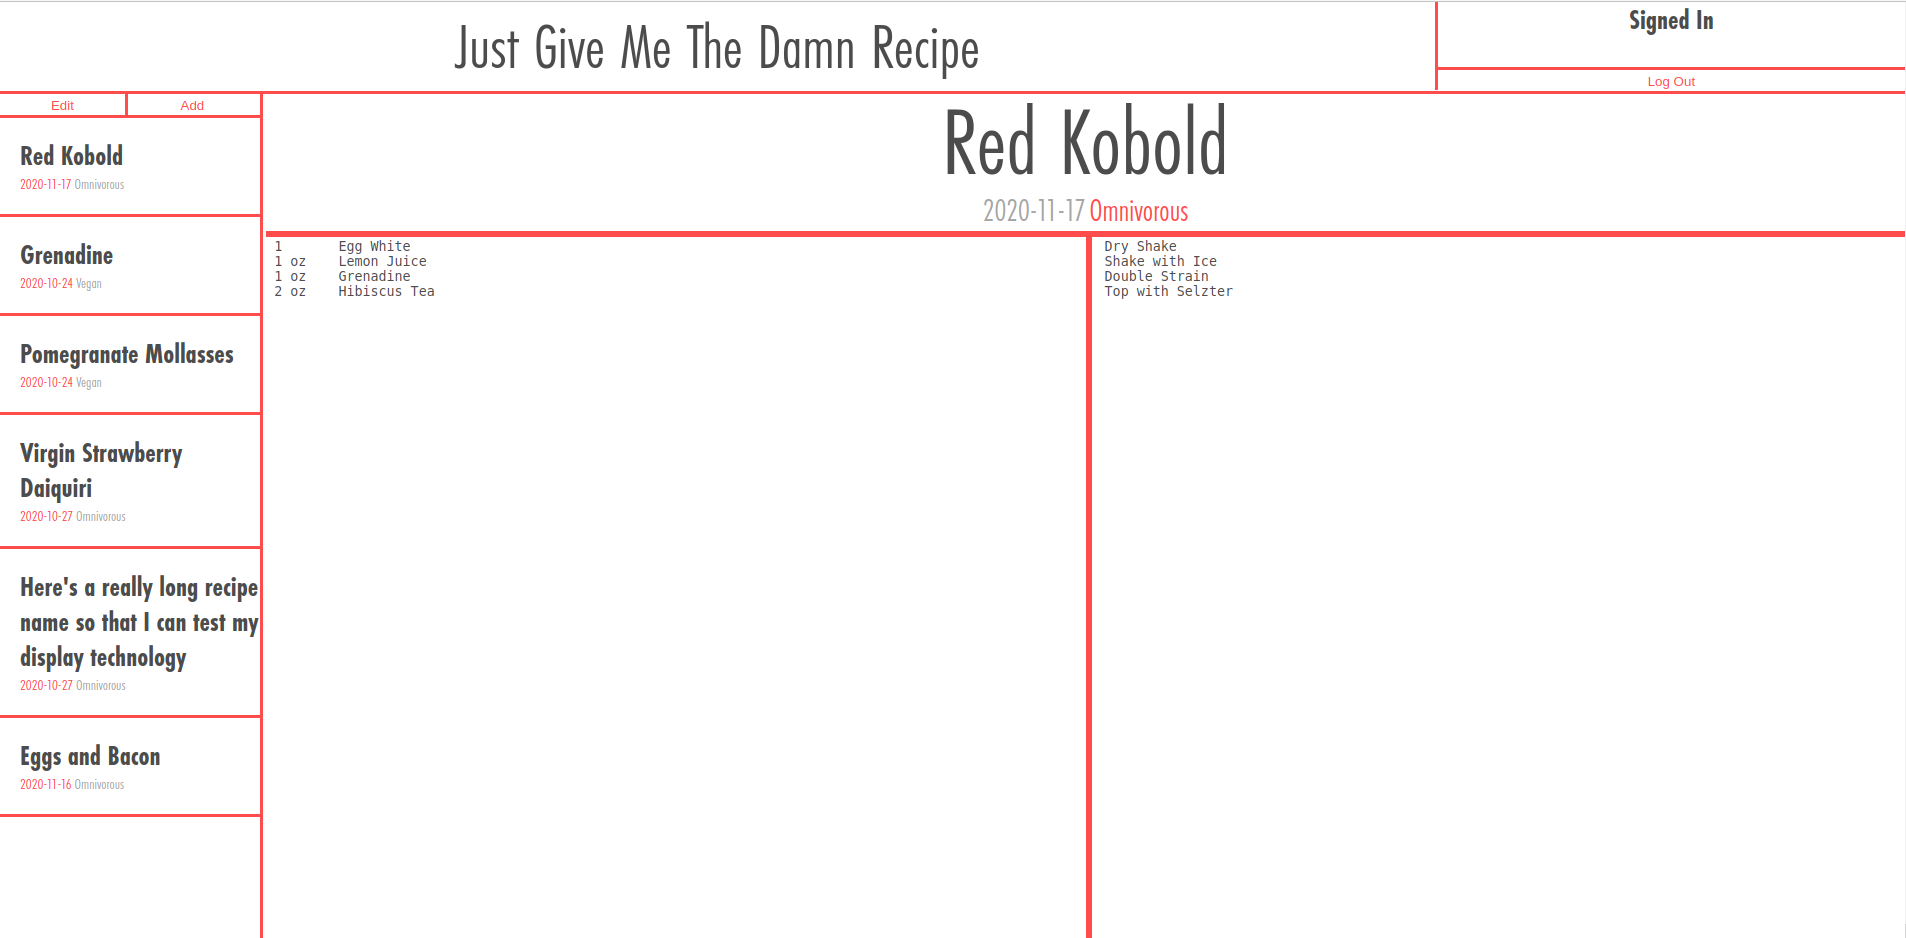 Just Give Me The Damn Recipe
Signed In
Log Out
Edit
Add
Red Kobold
2020-11-17 Omnivorous
Grenadine
2020-10-24 Vegan
Pomegranate Mollasses
2020-10-24 Vegan
Virgin Strawberry
Daiquiri
2020-10-27 Omnivorous
Here's a really long recipe
name so that I can test my
display technology
2020-10-27 Omnivorous
Eggs and Bacon
2020-11-16 Omnivorous
Red Kobold
2020-11-17 Omnivorous
1 Egg White
1 oz Lemon Juice
1 oz Grenadine
2 oz Hibiscus Tea
Dry Shake
Shake with Ice
Double Strain
Top with Selzter